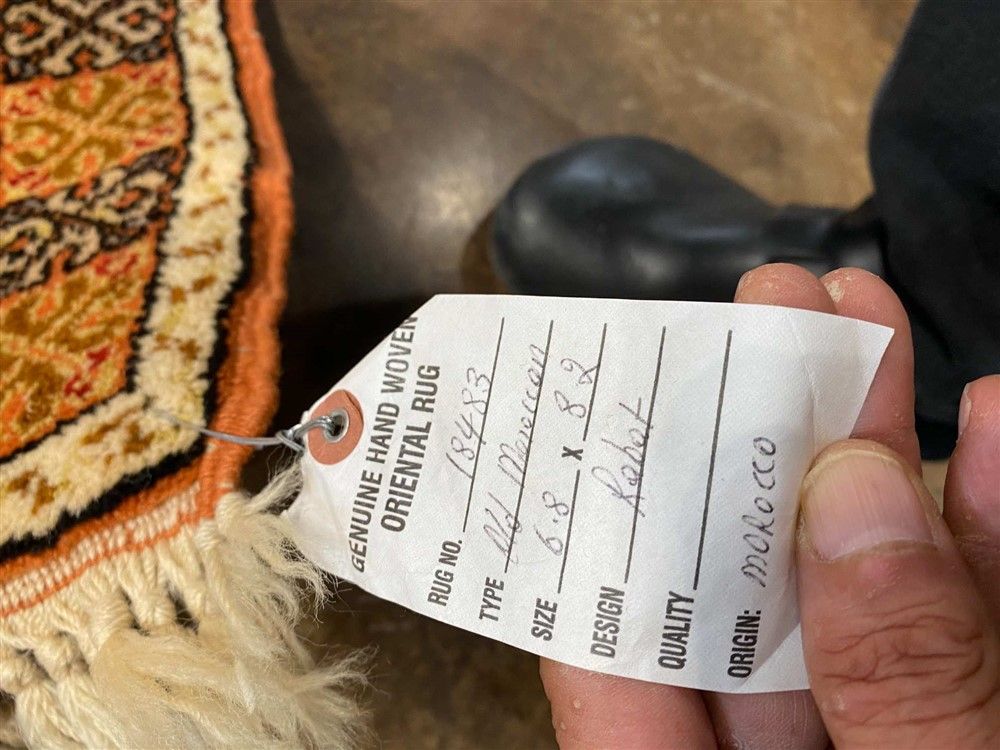 GENUINE HAND WOVEN
ORIENTAL RUG
RUG NO. 18483
TYPE Old Moroccan
SIZE 6.8 x 8.2
DESIGN Rabat
QUALITY
ORIGIN: MOROCCO